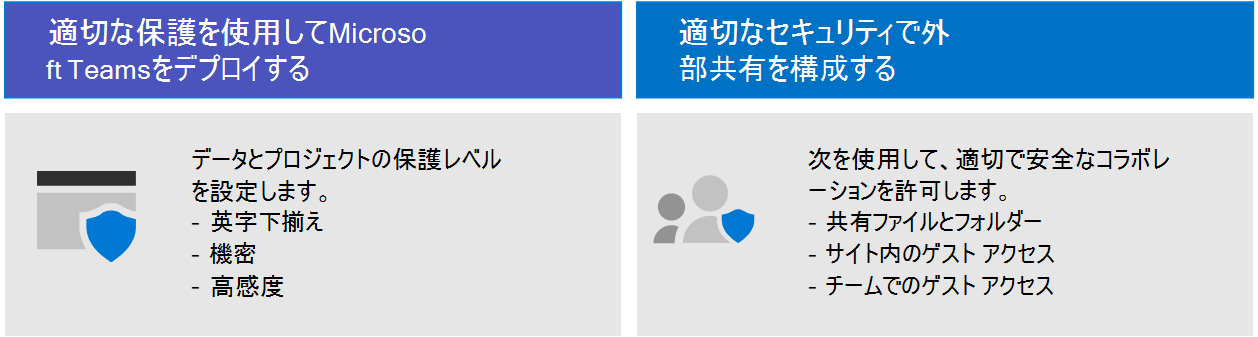 適切な保護を使用してMicroso
ft Teamsをデプロイする
データとプロジェクトの保護レベル
を設定します。
- 英字下揃え
- 機密
- 高感度
適切なセキュリティで外
部共有を構成する
次を使用して、適切で安全なコラボレ
ーションを許可します。
- 共有ファイルとフォルダー
- サイト内のゲスト アクセス
- チームでのゲスト アクセス